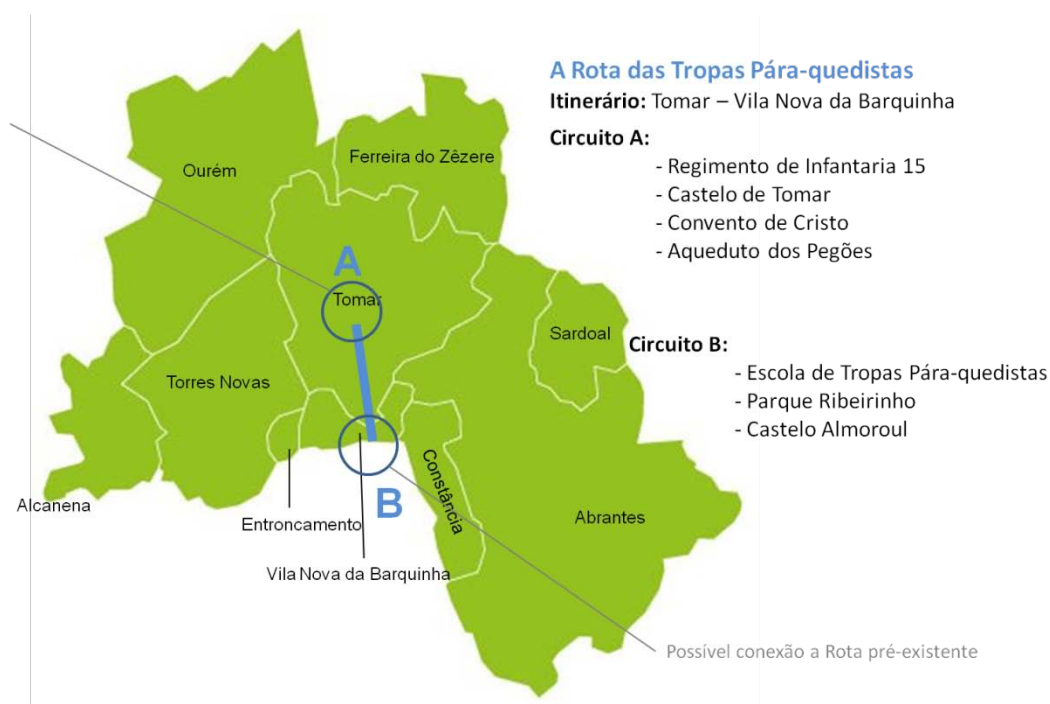 A Rota das Tropas Pára-quedistas
Itinerário: Tomar – Vila Nova da Barquinha
Circuito A:
- Regimento de Infantaria 15
- Castelo de Tomar
- Convento de Cristo
- Aqueduto dos Pegões
Circuito B:
- Escola de Tropas Pára-quedistas
- Parque Ribeirinho
- Castelo Almoroul
Ourém
Ferreira do Zêzere
A
Tomar
Sardoal
Torres Novas
Alcanena
Entroncamento
B
Constância
Abrantes
Vila Nova da Barquinha
Possível conexão a Rota pré-existente